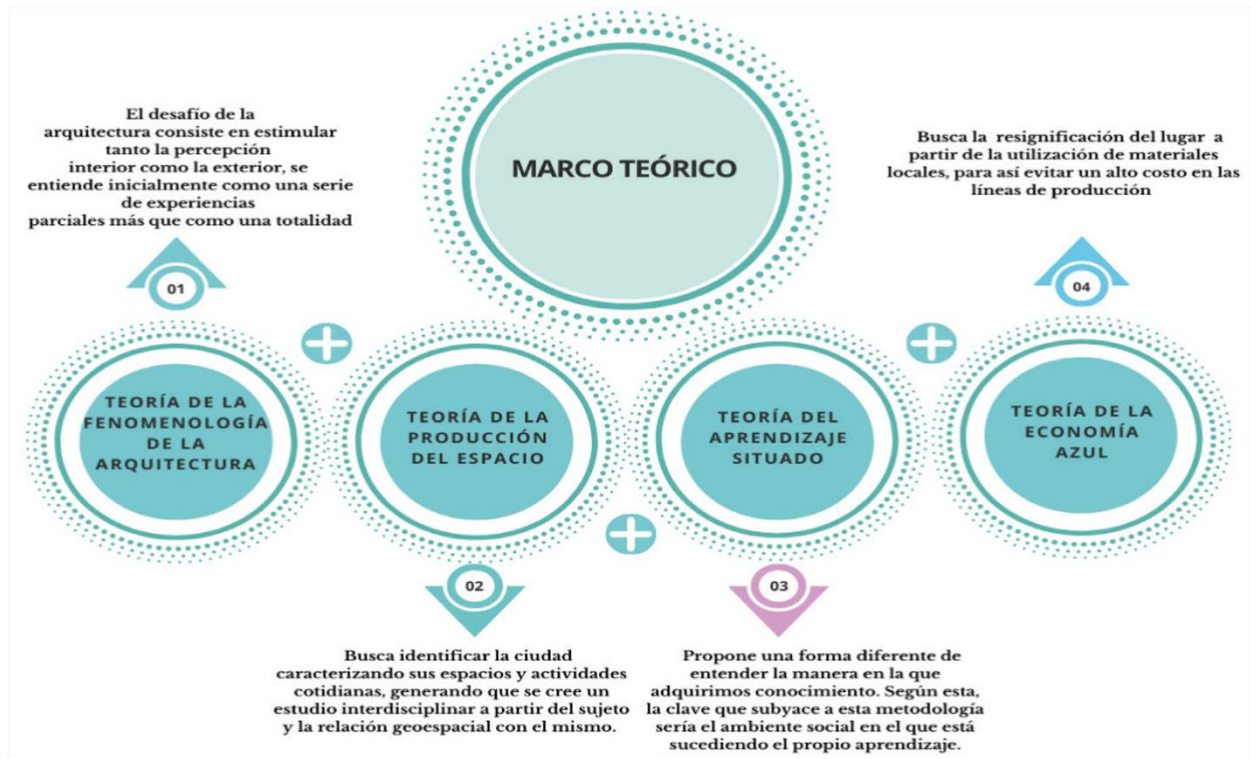 MARCO TEÓRICO
El desafío de la
arquitectura consiste en estimular
tanto la percepción
interior como la exterior, se
entiende inicialmente como una serie
de experiencias
parciales más que como una totalidad
01
TEORÍA DE LA
FENOMENOLOGÍA
DE LA
ARQUITECTURA
TEORÍA DE LA
PRODUCCIÓN
DEL ESPACIO
02
Busca identificar la ciudad
caracterizando sus espacios y actividades
cotidianas, generando que se cree un
estudio interdisciplinar a partir del sujeto
y la relación geoespacial con el mismo.
TEORÍA DEL
APRENDIZAJE
SITUADO
03
Propone una forma diferente de
entender la manera en la que
adquirimos conocimiento. Según esta,
la clave que subyace a esta metodología
sería el ambiente social en el que está
sucediendo el propio aprendizaje.
Busca la resignificación del lugar a
partir de la utilización de materiales
locales, para así evitar un alto costo en las
líneas de producción
04
TEORÍA DE LA
ECONOMÍA
AZUL